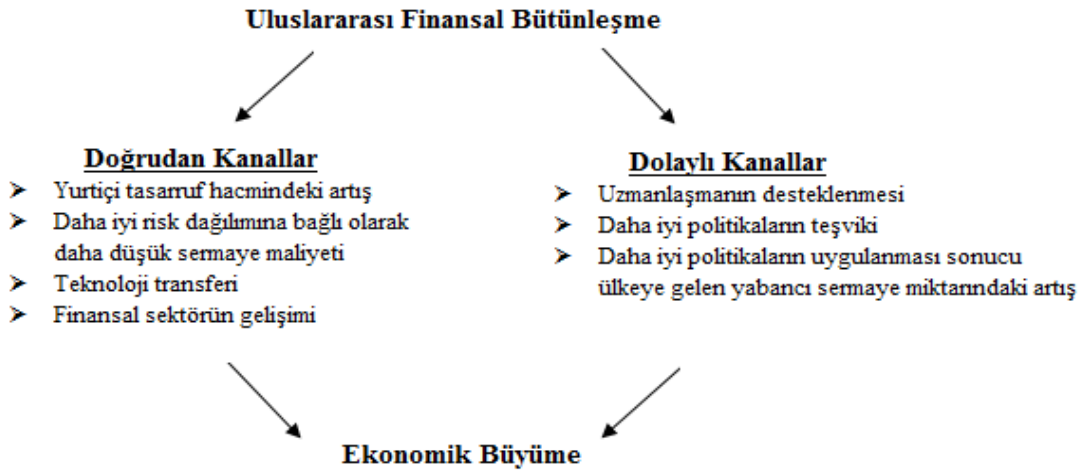 Uluslararası Finansal Bütünleşme
Doğrudan Kanallar
➤ Yurtiçi tasarruf hacmindeki artış
➤ Daha iyi risk dağılımına bağlı olarak
daha düşük sermaye maliyeti
➤ Teknoloji transferi
➤ Finansal sektörün gelişimi
Dolaylı Kanallar
➤ Uzmanlaşmanın desteklenmesi
➤ Daha iyi politikaların teşviki
➤ Daha iyi politikaların uygulanması sonucu
ülkeye gelen yabancı sermaye miktarındaki artış
Ekonomik Büyüme